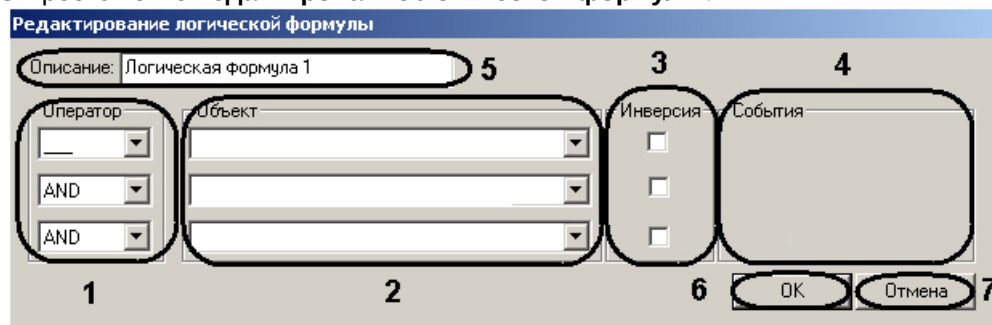 Редактирование логической формулы
Описание: Логическая формула 1 5 3 4
Оператор Объект Инверсия События
___
AND
AND
1 2 6 OK Отмена 7